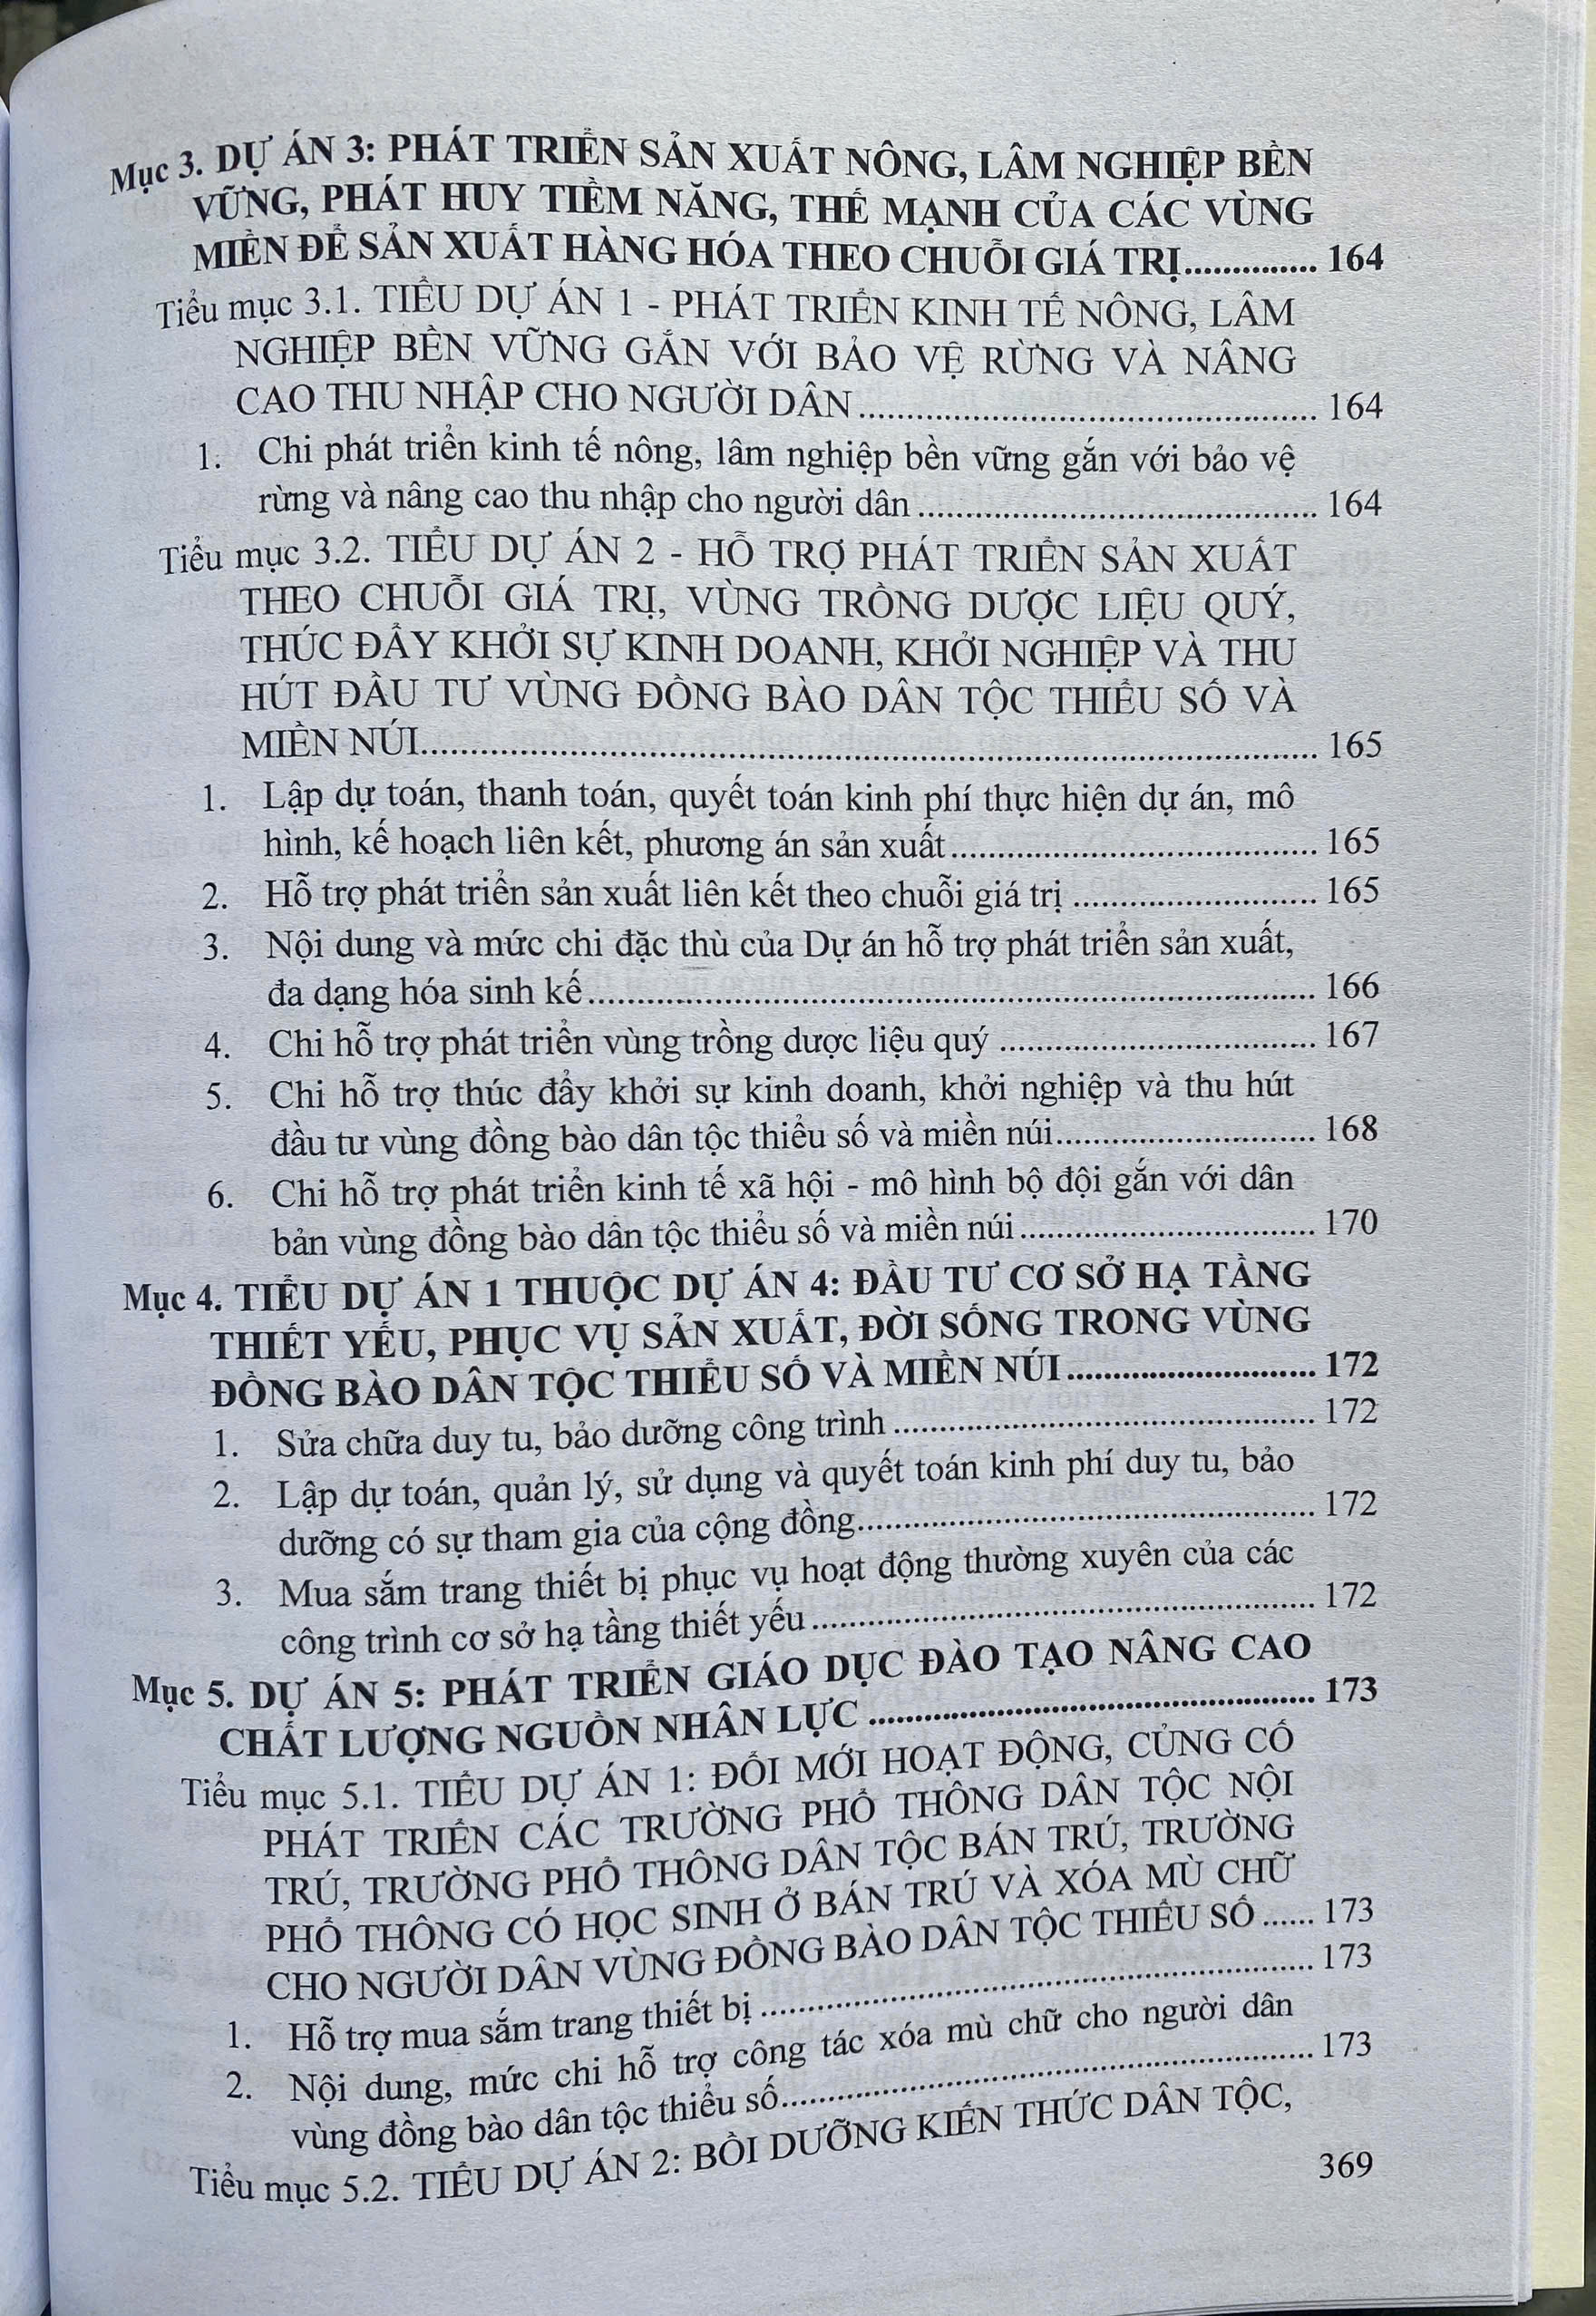 Mục 3. DỰ ÁN 3: PHÁT TRIỂN SẢN XUẤT NÔNG, LÂM NGHIỆP BỀN
VỮNG, PHÁT HUY TIỀM NĂNG, THẾ MẠNH CỦA CÁC VÙNG
MIỀN ĐỂ SẢN XUẤT HÀNG HÓA THEO CHUỖI GIÁ TRỊ.............. 164
Tiểu mục 3.1. TIỂU DỰ ÁN 1 - PHÁT TRIỂN KINH TẾ NÔNG, LÂM
NGHIỆP BỀN VỮNG GẮN VỚI BẢO VỆ RỪNG VÀ NÂNG
CAO THU NHẬP CHO NGƯỜI DÂN.............................................. 164
1. Chi phát triển kinh tế nông, lâm nghiệp bền vững gắn với bảo vệ
rừng và nâng cao thu nhập cho người dân........................................ 164
Tiểu mục 3.2. TIỂU DỰ ÁN 2 - HỖ TRỢ PHÁT TRIỂN SẢN XUẤT
THEO CHUỖI GIÁ TRỊ, VÙNG TRỒNG DƯỢC LIỆU QUÝ,
THÚC ĐẨY KHỞI SỰ KINH DOANH, KHỞI NGHIỆP VÀ THU
HÚT ĐẦU TƯ VÙNG ĐỒNG BÀO DÂN TỘC THIỂU SỐ VÀ
MIỀN NÚI.......................................................................................... 165
1. Lập dự toán, thanh toán, quyết toán kinh phí thực hiện dự án, mô
hình, kế hoạch liên kết, phương án sản xuất..................................... 165
2. Hỗ trợ phát triển sản xuất liên kết theo chuỗi giá trị ......................... 165
3. Nội dung và mức chi đặc thù của Dự án hỗ trợ phát triển sản xuất,
đa dạng hóa sinh kế......................................................................... 166
4. Chi hỗ trợ phát triển vùng trồng dược liệu quý ................................ 167
5. Chi hỗ trợ thúc đẩy khởi sự kinh doanh, khởi nghiệp và thu hút
đầu tư vùng đồng bào dân tộc thiểu số và miền núi.......................... 168
6. Chi hỗ trợ phát triển kinh tế xã hội - mô hình bộ đội gắn với dân
bản vùng đồng bào dân tộc thiểu số và miền núi.............................. 170
Mục 4. TIỂU DỰ ÁN 1 THUỘC DỰ ÁN 4: ĐẦU TƯ CƠ SỞ HẠ TẦNG
THIẾT YẾU, PHỤC VỤ SẢN XUẤT, ĐỜI SỐNG TRONG VÙNG
ĐỒNG BÀO DÂN TỘC THIỂU SỐ VÀ MIỀN NÚI......................... 172
1. Sửa chữa duy tu, bảo dưỡng công trình .......................................... 172
2. Lập dự toán, quản lý, sử dụng và quyết toán kinh phí duy tu, bảo
dưỡng có sự tham gia của cộng đồng.............................................. 172
3. Mua sắm trang thiết bị phục vụ hoạt động thường xuyên của các
công trình cơ sở hạ tầng thiết yếu................................................... 172
Mục 5. DỰ ÁN 5: PHÁT TRIỂN GIÁO DỤC ĐÀO TẠO NÂNG CAO
CHẤT LƯỢNG NGUỒN NHÂN LỰC ............................................. 173
Tiểu mục 5.1. TIỂU DỰ ÁN 1: ĐỔI MỚI HOẠT ĐỘNG, CỦNG CỐ
PHÁT TRIỂN CÁC TRƯỜNG PHỔ THÔNG DÂN TỘC NỘI
TRÚ, TRƯỜNG PHỔ THÔNG DÂN TỘC BÁN TRÚ, TRƯỜNG
PHỔ THÔNG CÓ HỌC SINH Ở BÁN TRÚ VÀ XÓA MÙ CHỮ
CHO NGƯỜI DÂN VÙNG ĐỒNG BÀO DÂN TỘC THIỂU SỐ ...... 173
1. Hỗ trợ mua sắm trang thiết bị ....................................................... 173
2. Nội dung, mức chi hỗ trợ công tác xóa mù chữ cho người dân
vùng đồng bào dân tộc thiểu số...................................................... 173
Tiểu mục 5.2. TIỂU DỰ ÁN 2: BỒI DƯỠNG KIẾN THỨC DÂN TỘC,
369